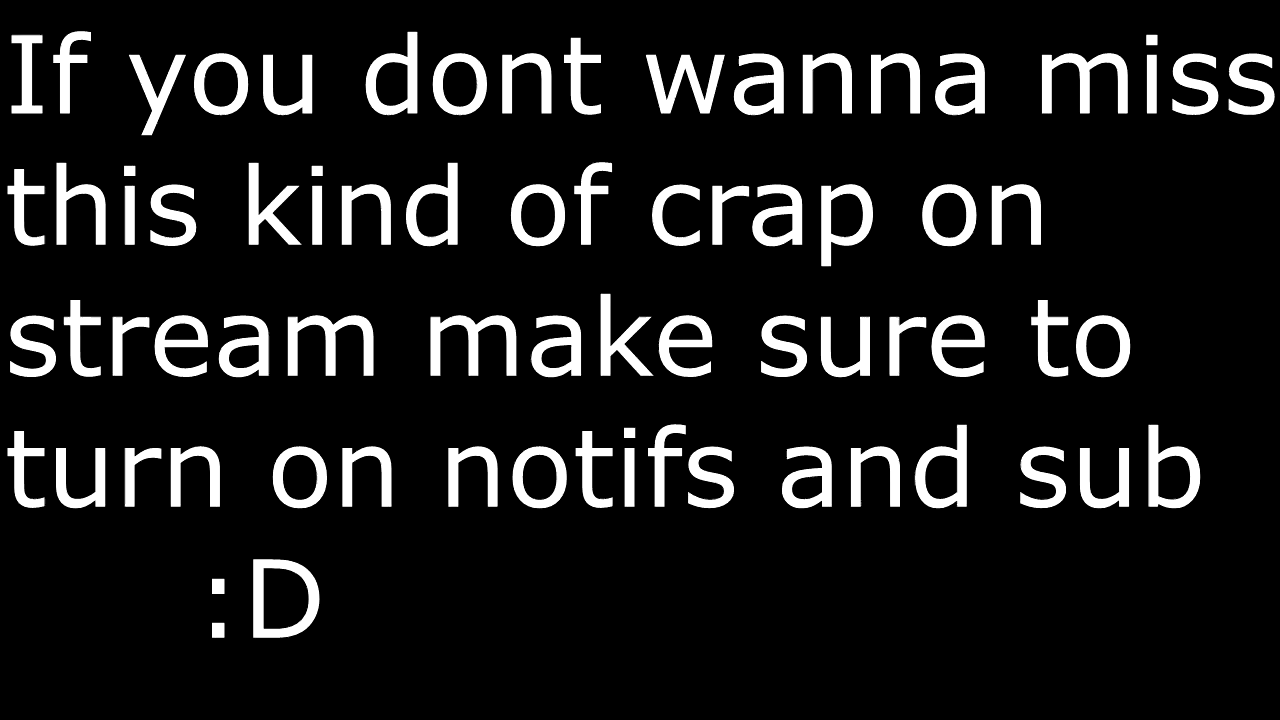 If you dont wanna miss
this kind of crap on
stream make sure to
turn on notifs and sub
:D